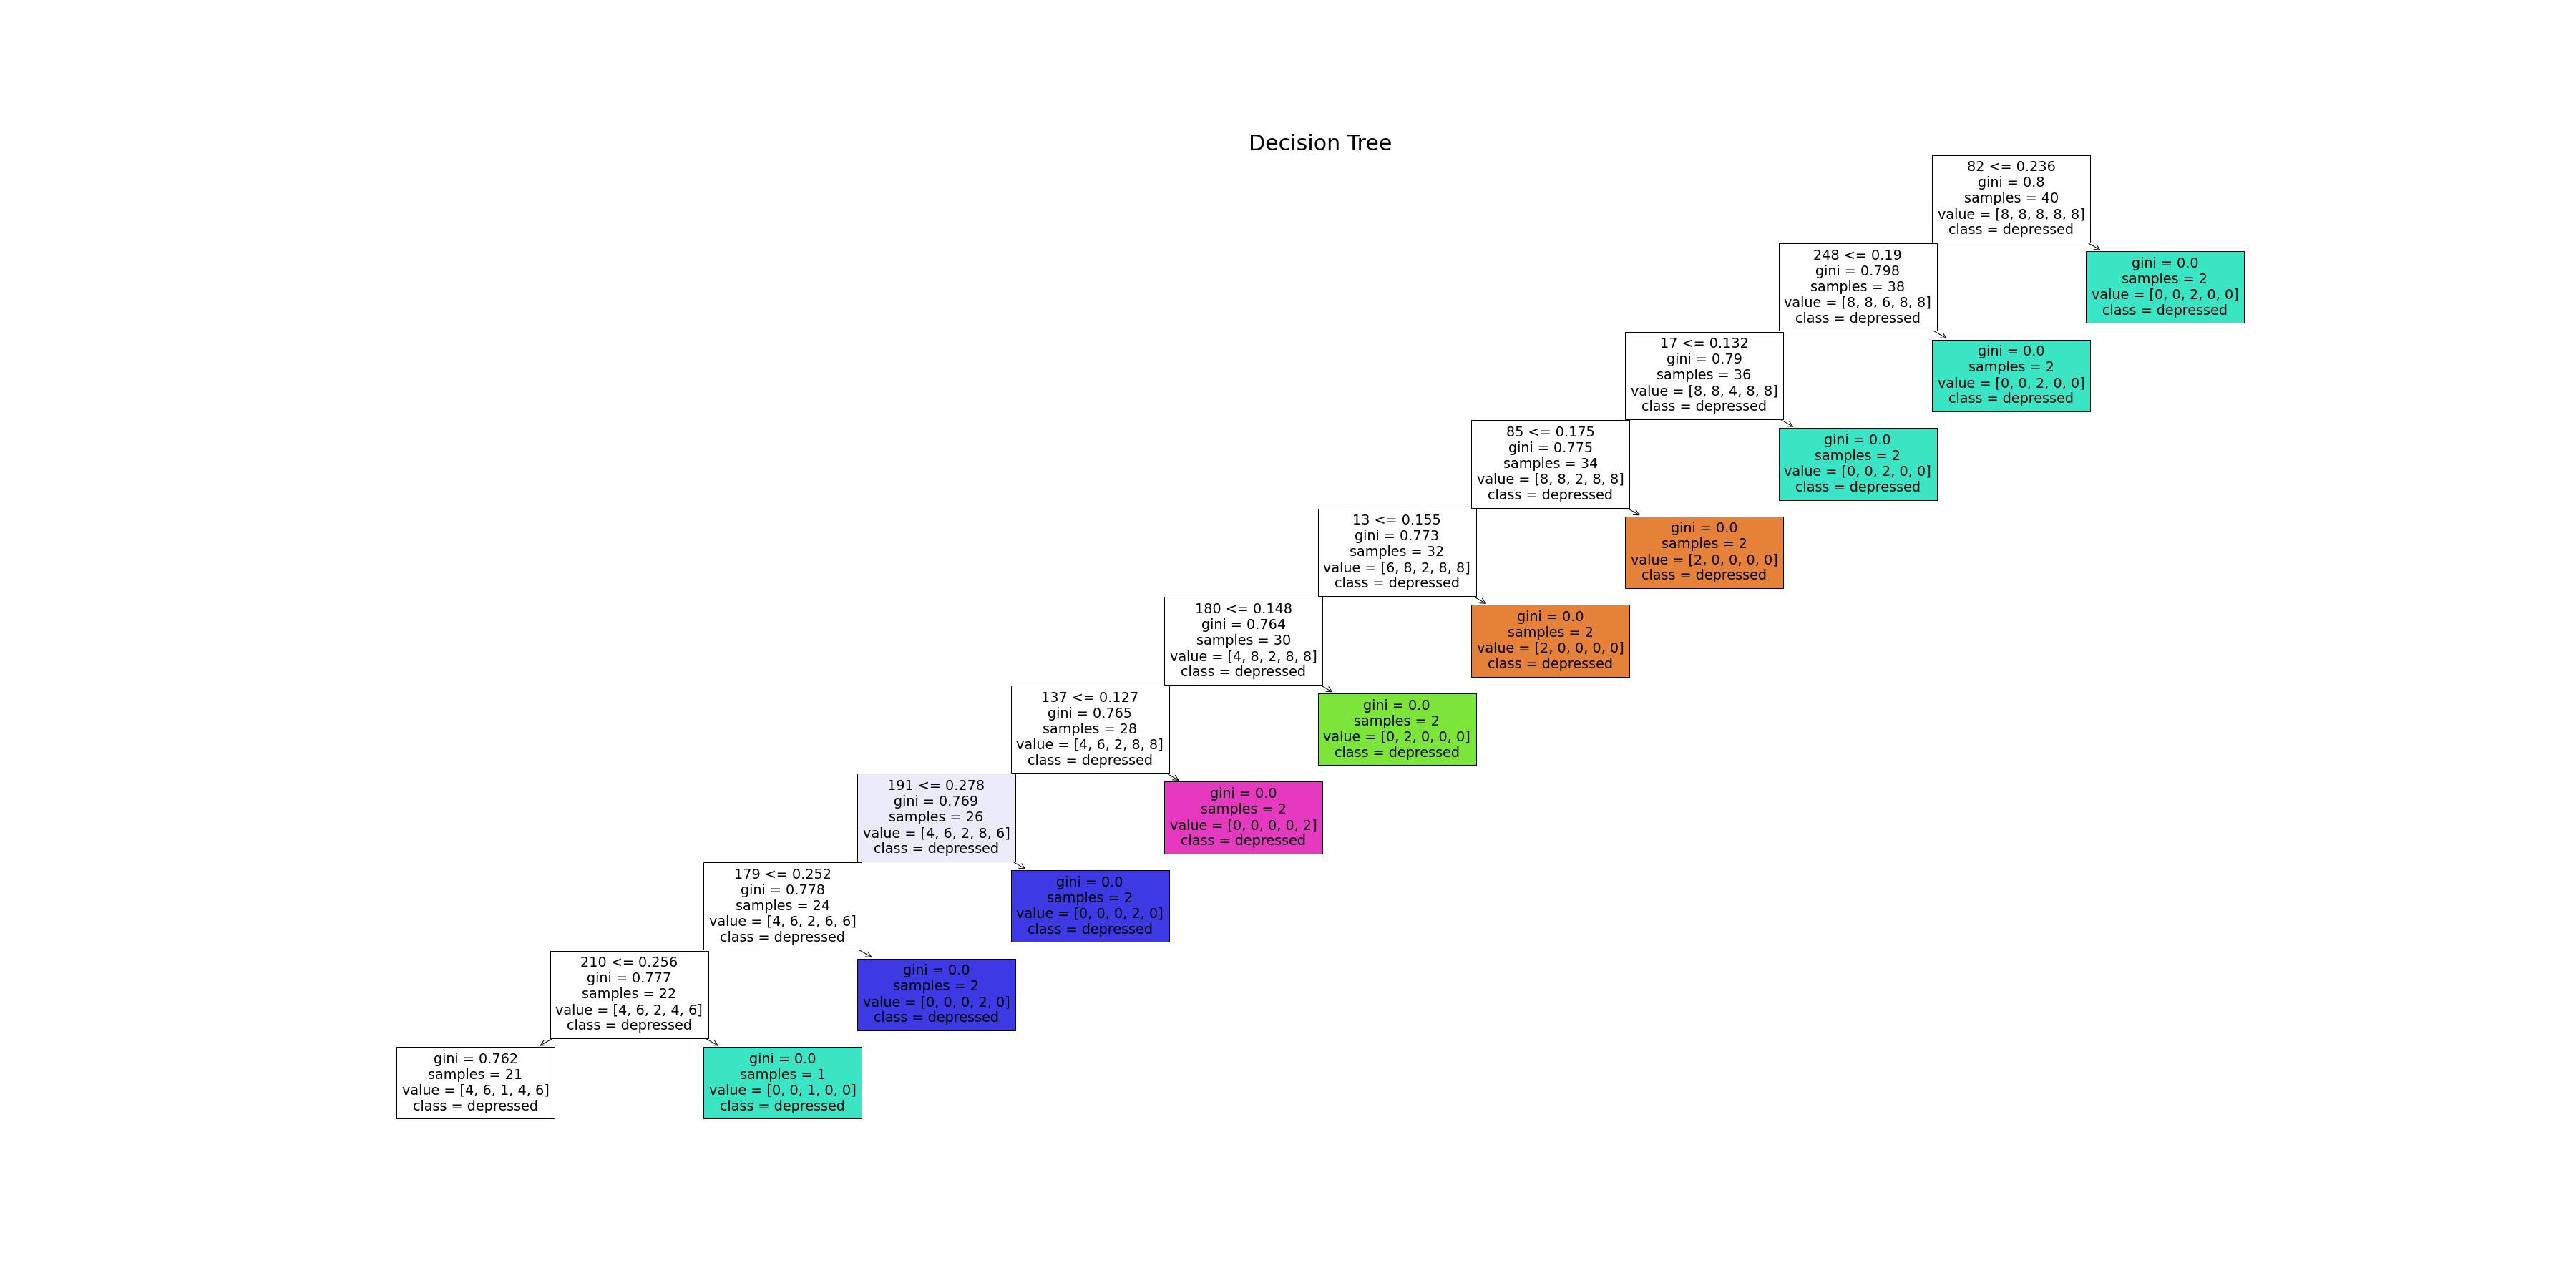 Decision Tree
82 <= 0.236
gini = 0.8
samples = 40
value = [8, 8, 8, 8, 8]
class = depressed
248 <= 0.19
gini = 0.798
samples = 38
value = [8, 8, 6, 8, 8]
class = depressed
gini = 0.0
samples = 2
value = [0, 0, 2, 0, 0]
class = depressed
17 <= 0.132
gini = 0.79
samples = 36
value = [8, 8, 4, 8, 8]
class = depressed
gini = 0.0
samples = 2
value = [0, 0, 2, 0, 0]
class = depressed
85 <= 0.175
gini = 0.775
samples = 34
value = [8, 8, 2, 8, 8]
class = depressed
gini = 0.0
samples = 2
value = [0, 0, 2, 0, 0]
class = depressed
13 <= 0.155
gini = 0.773
samples = 32
value = [6, 8, 2, 8, 8]
class = depressed
gini = 0.0
samples = 2
value = [2, 0, 0, 0, 0]
class = depressed
180 <= 0.148
gini = 0.764
samples = 30
value = [4, 8, 2, 8, 8]
class = depressed
gini = 0.0
samples = 2
value = [2, 0, 0, 0, 0]
class = depressed
137 <= 0.127
gini = 0.765
samples = 28
value = [4, 6, 2, 8, 8]
class = depressed
gini = 0.0
samples = 2
value = [0, 2, 0, 0, 0]
class = depressed
191 <= 0.278
gini = 0.769
samples = 26
value = [4, 6, 2, 8, 6]
class = depressed
gini = 0.0
samples = 2
value = [0, 0, 0, 0, 2]
class = depressed
179 <= 0.252
gini = 0.778
samples = 24
value = [4, 6, 2, 6, 6]
class = depressed
gini = 0.0
samples = 2
value = [0, 0, 0, 2, 0]
class = depressed
210 <= 0.256
gini = 0.777
samples = 22
value = [4, 6, 2, 4, 6]
class = depressed
gini = 0.0
samples = 2
value = [0, 0, 0, 2, 0]
class = depressed
gini = 0.762
samples = 21
value = [4, 6, 1, 4, 6]
class = depressed
gini = 0.0
samples = 1
value = [0, 0, 1, 0, 0]
class = depressed